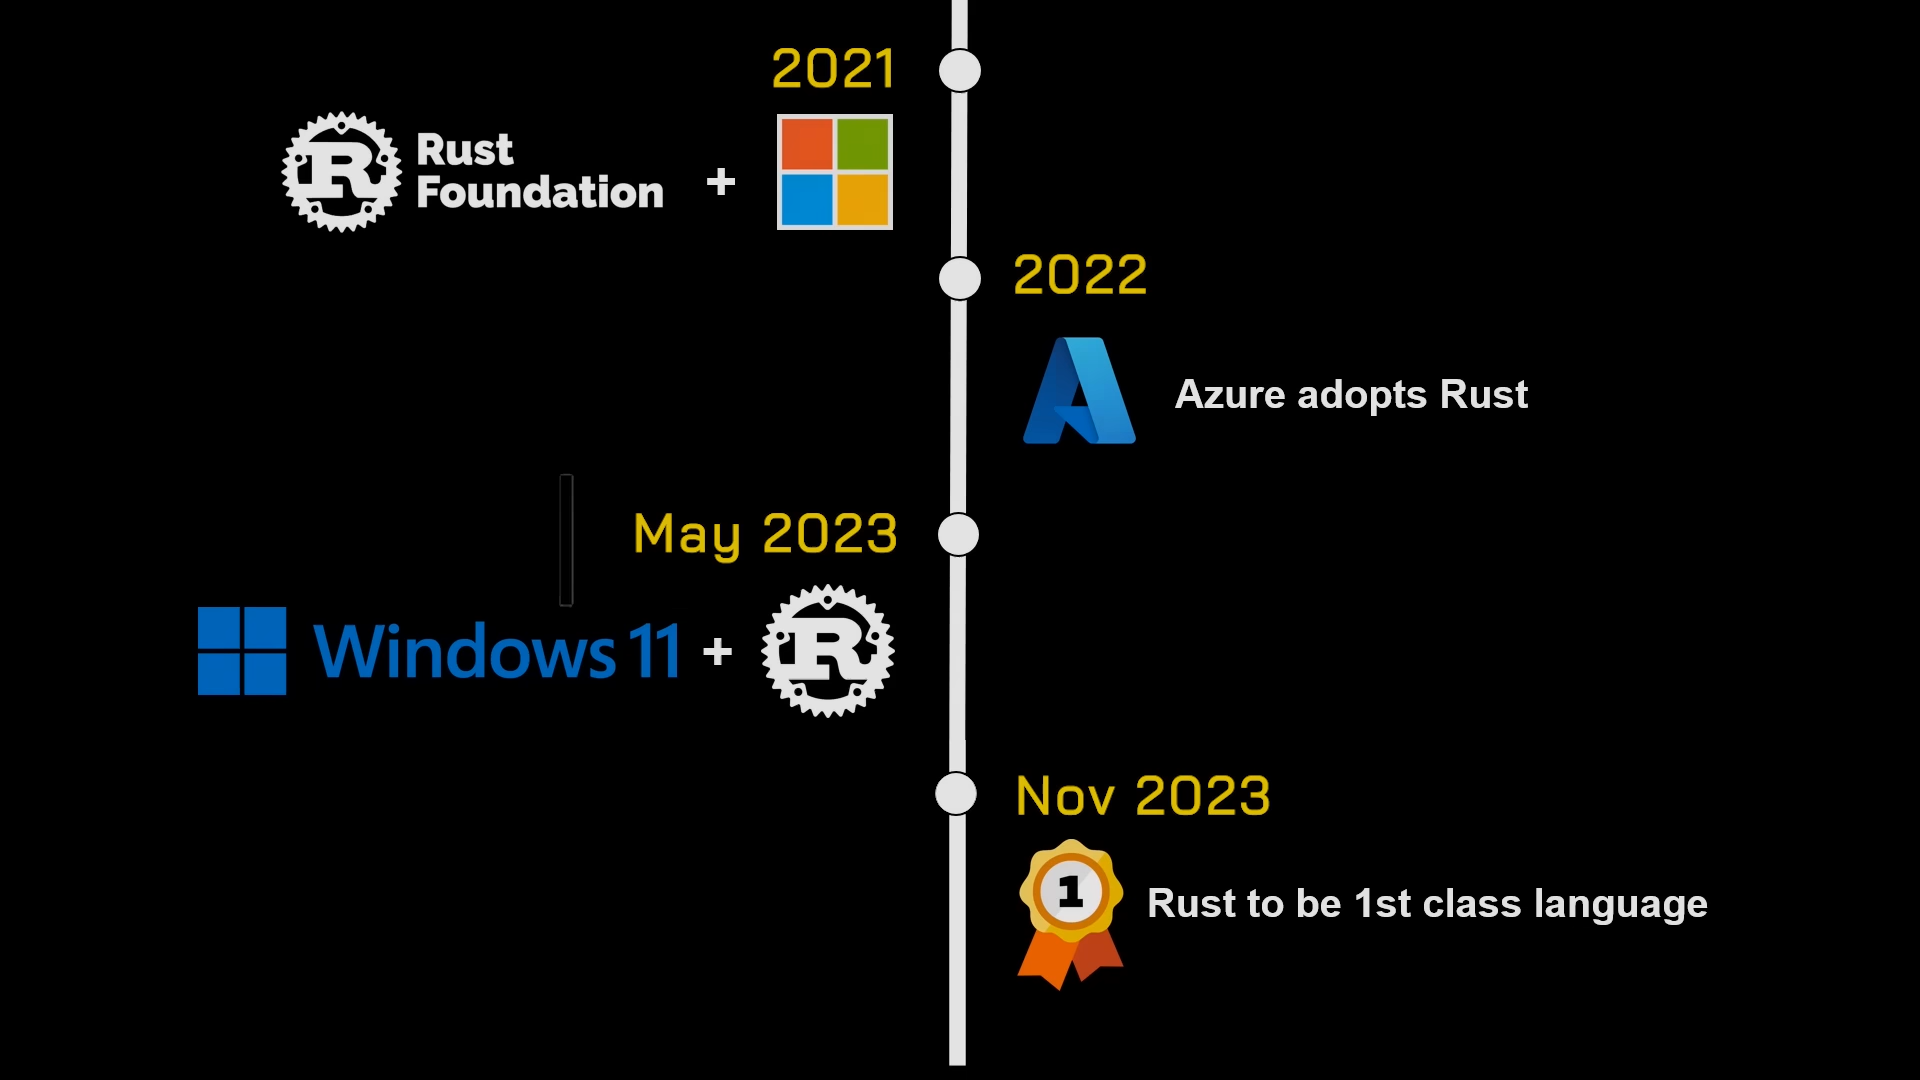 2021
Rust
Foundation
+
2022
Azure adopts Rust
May 2023
Windows 11 + R
Nov 2023
1
Rust to be 1st class language